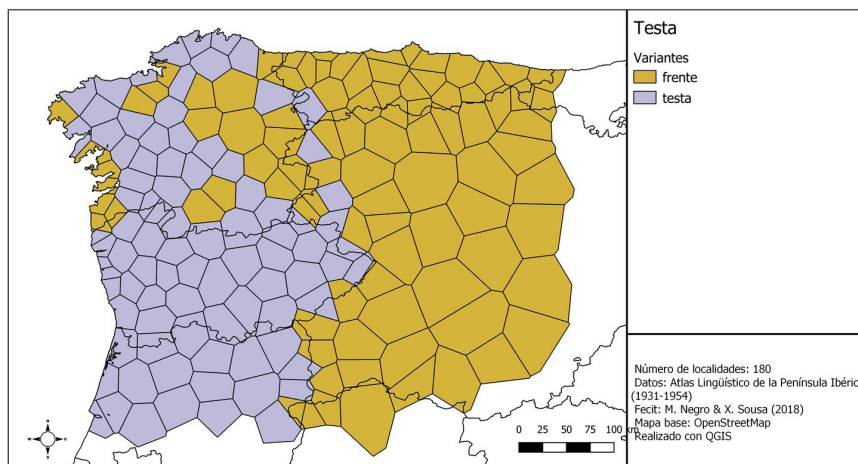 Testa
Variantes
frente
testa
Número de localidades: 180
Datos: Atlas Lingüístico de la Península Ibéric
(1931-1954)
Fecit: M. Negro & X. Sousa (2018)
Mapa base: OpenStreetMap
Realizado con QGIS
0 25 50 75 100 km